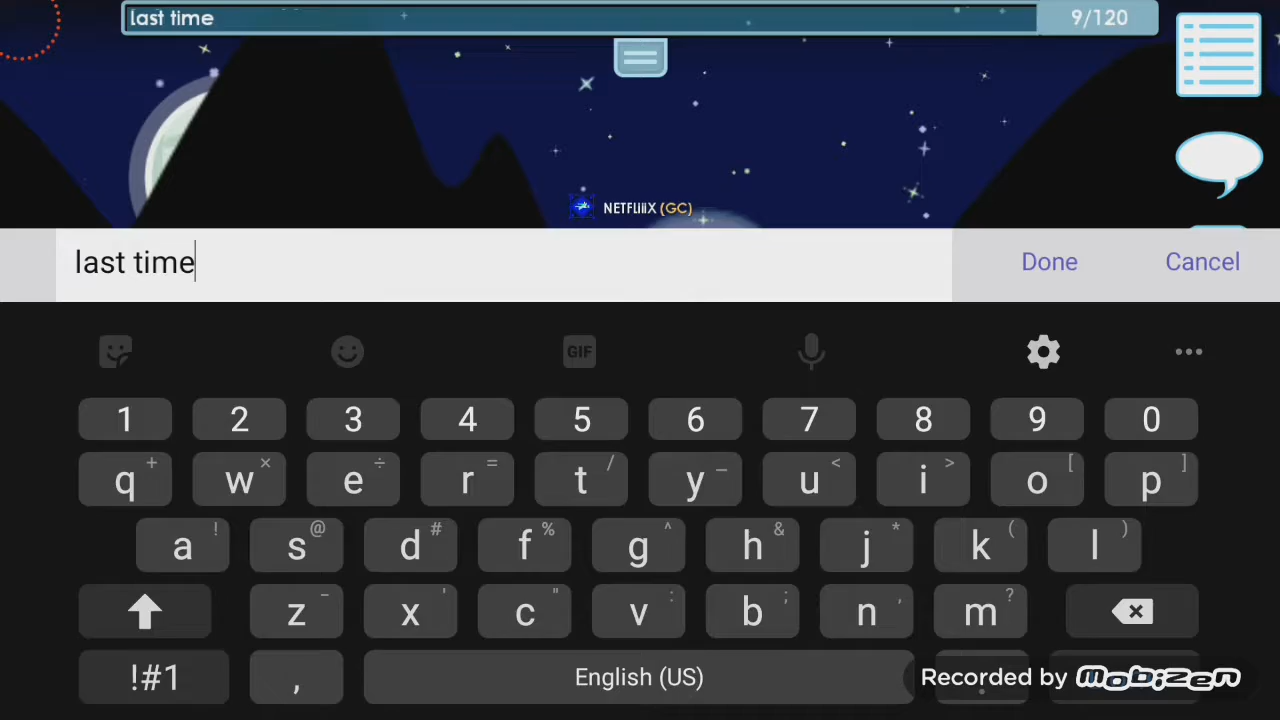 last time 9/120
NETFLIIIX (GC)
last time Done Cancel
GIF
1 2 3 4 5 6 7 8 9 0
q + w × e ÷ r = t / y _ u < i > o [ p ]
a ! s @ d # f % g ^ h & j * k ( l )
z - x ' c " v : b ; n , m ?
!#1 , English (US) .
Recorded by Mobizen